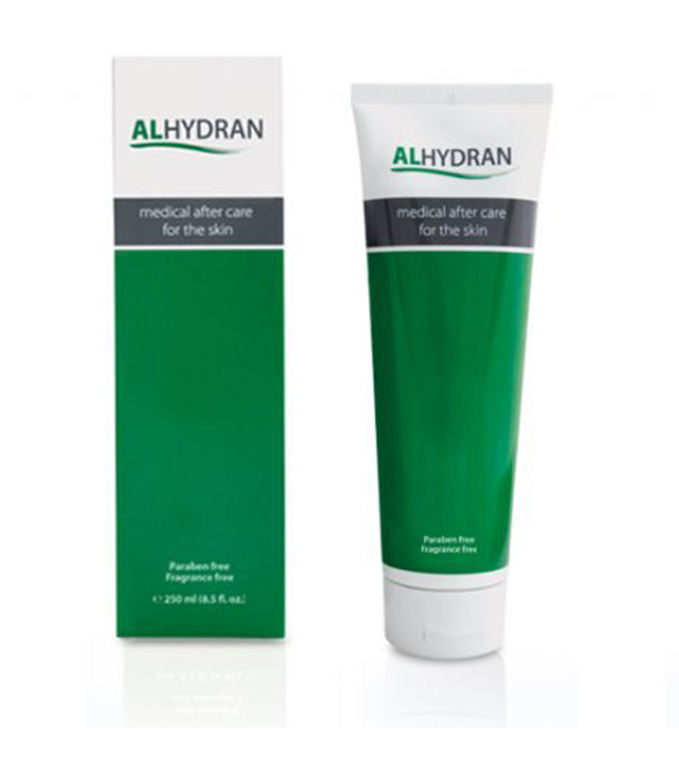 ALHYDRAN
medical after care
for the skin
Paraben free
Fragrance free
℮ 250 ml (8.5 fl. oz.)
ALHYDRAN
medical after care
for the skin
Paraben free
Fragrance free